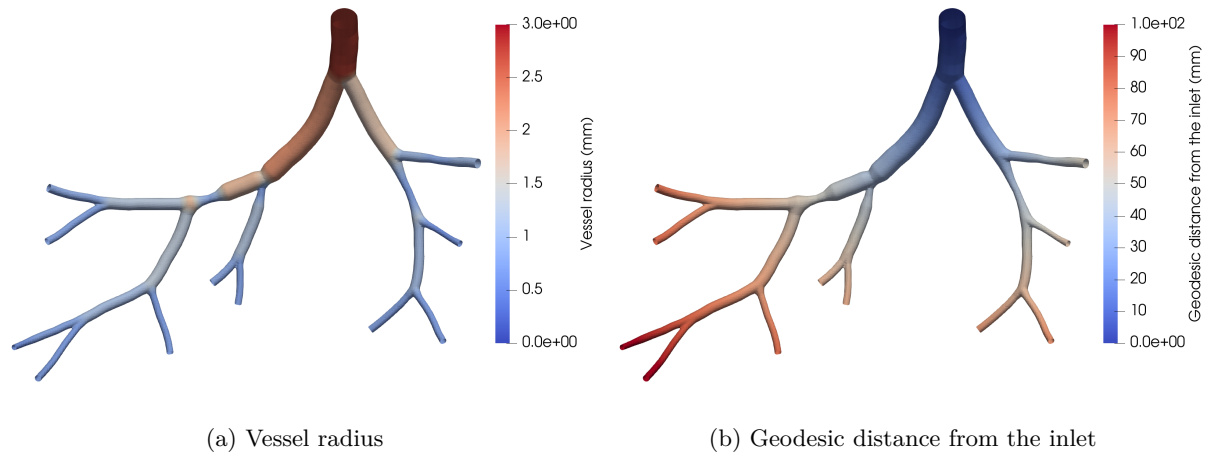 3.0e+00
2.5
2
1.5
1
0.5
0.0e+00
Vessel radius (mm)
1.0e+02
90
80
70
60
50
40
30
20
10
0.0e+00
Geodesic distance from the inlet (mm)
(a) Vessel radius
(b) Geodesic distance from the inlet